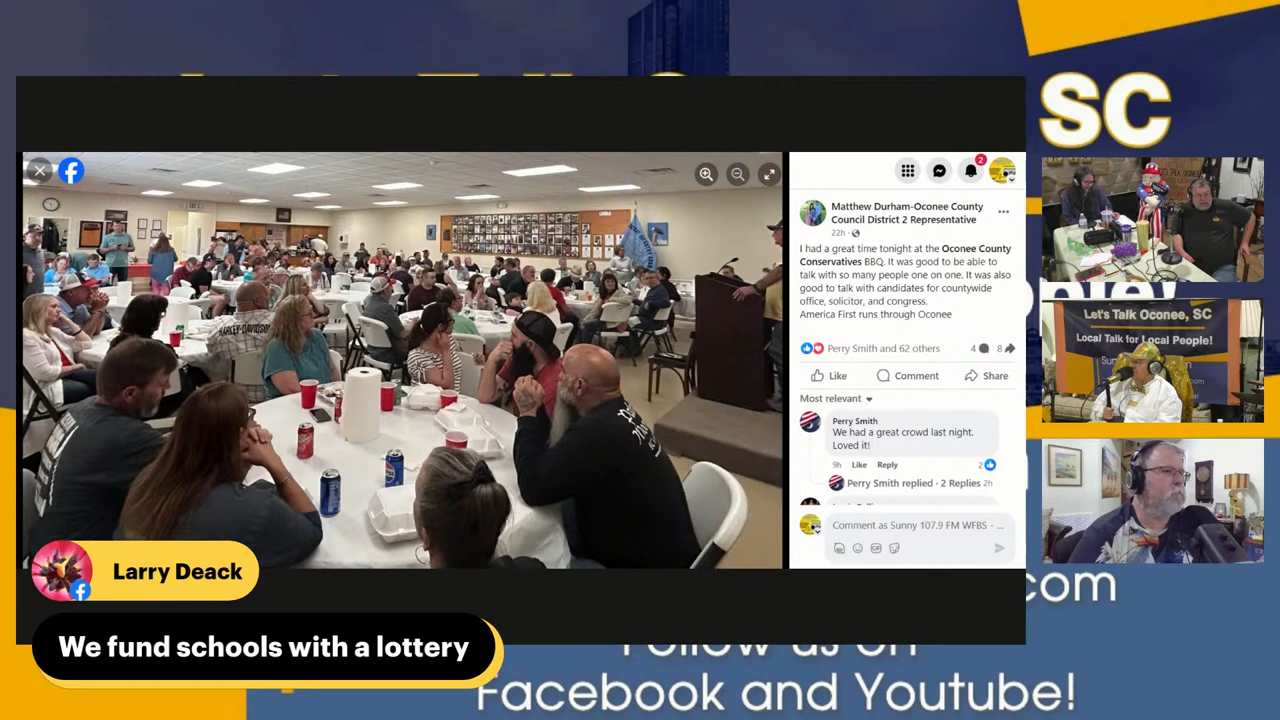 SC
HARLEY-DAVIDSON
2
Matthew Durham-Oconee County
Council District 2 Representative
22h ·
I had a great time tonight at the Oconee County
Conservatives BBQ. It was good to be able to
talk with so many people one on one. It was also
good to talk with candidates for countywide
office, solicitor, and congress.
America First runs through Oconee
Perry Smith and 62 others
4
8
Like
Comment
Share
Most relevant
Perry Smith
We had a great crowd last night.
Loved it!
9h Like Reply
2
Perry Smith replied · 2 Replies 2h
Comment as Sunny 107.9 FM WFBS - ...
Let's Talk Oconee, SC
Local Talk for Local People!
Larry Deack
We fund schools with a lottery
com
Follow us on
Facebook and Youtube!